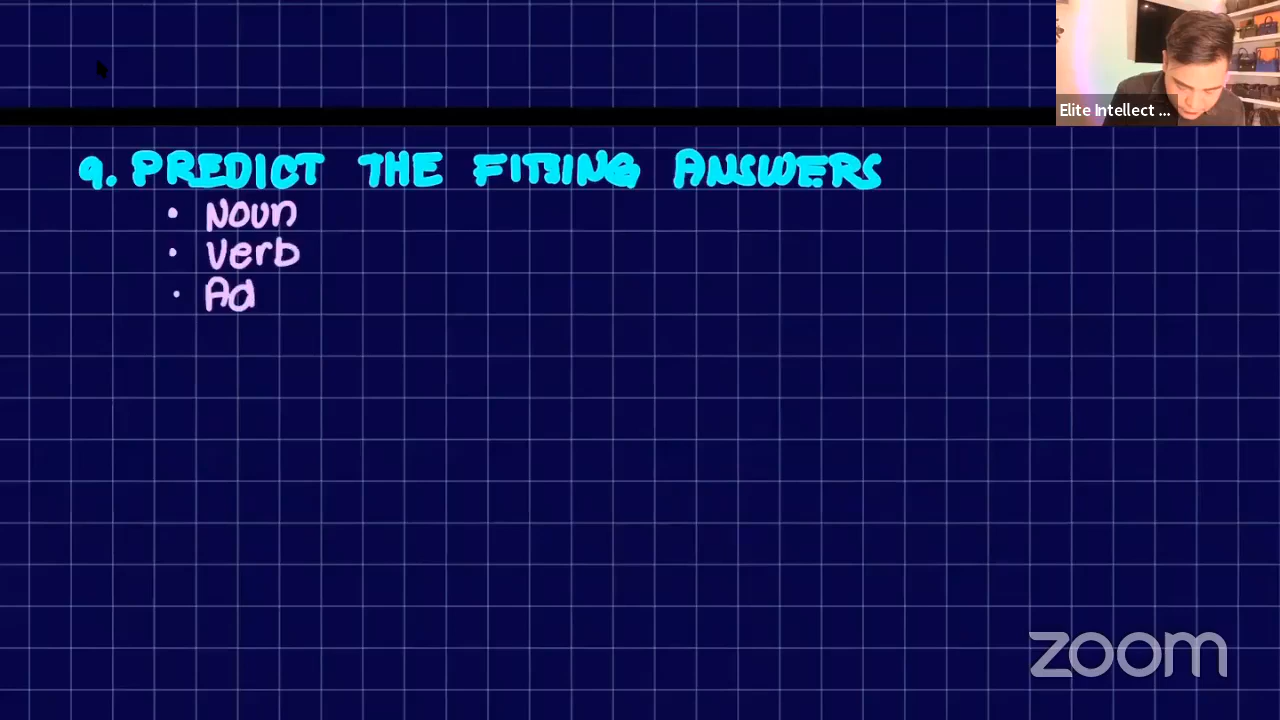 Elite Intellect ...
9. PREDICT THE FITTING ANSWERS
• Noun
• Verb
• Ad
zoom